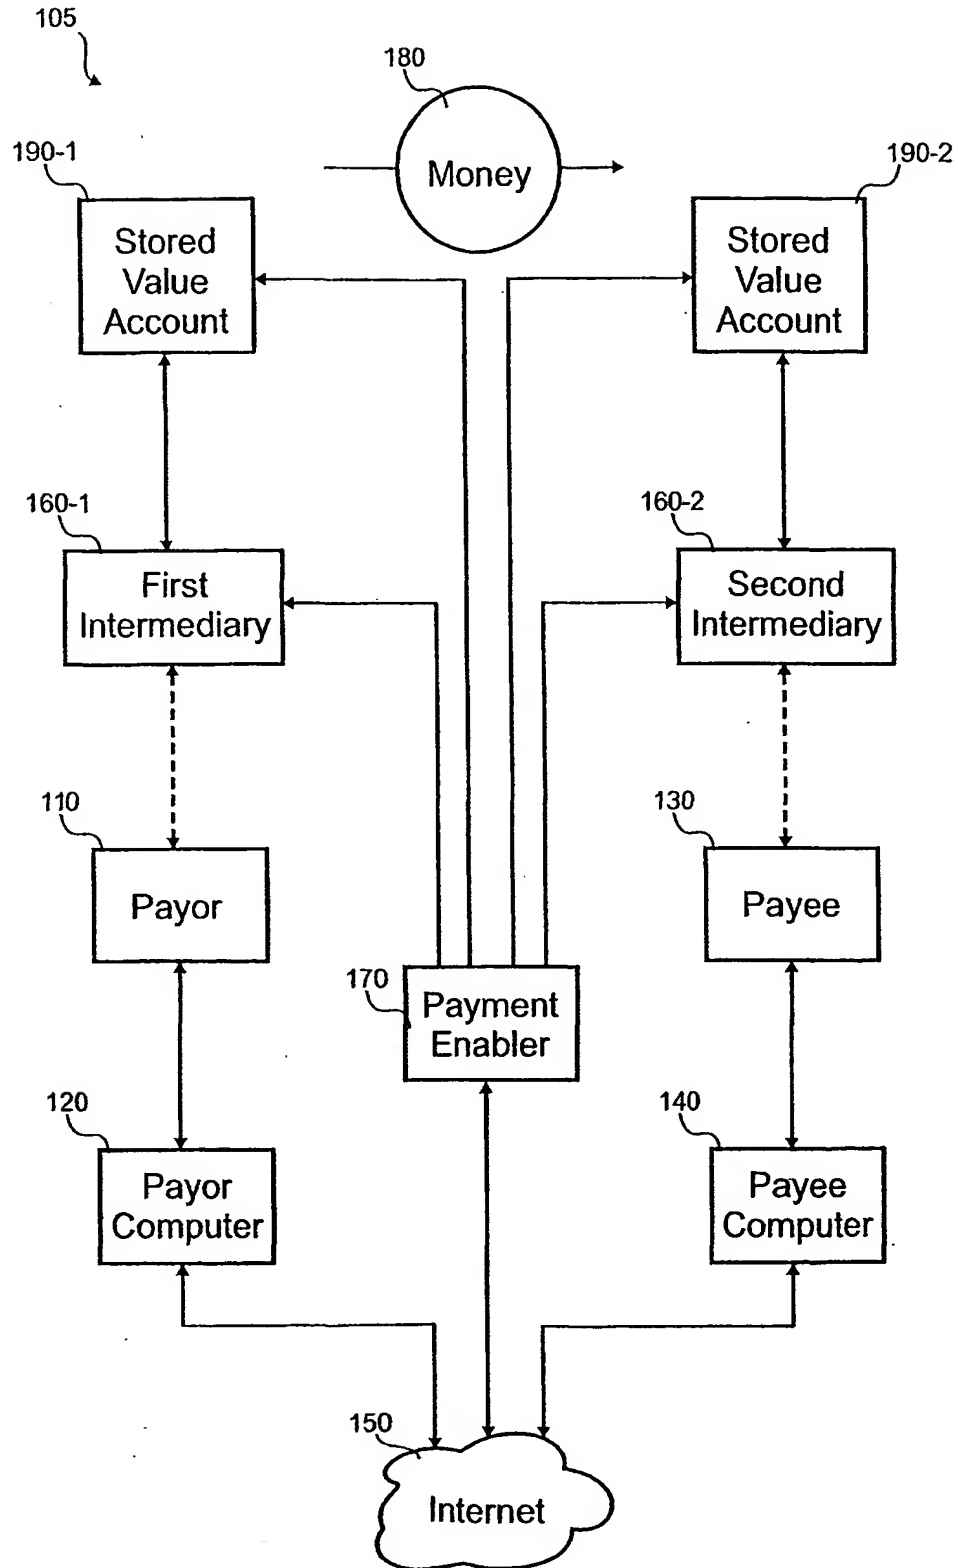 105
180
Money
190-1
Stored
Value
Account
190-2
Stored
Value
Account
160-1
First
Intermediary
160-2
Second
Intermediary
110
Payor
130
Payee
170
Payment
Enabler
120
Payor
Computer
140
Payee
Computer
150
Internet